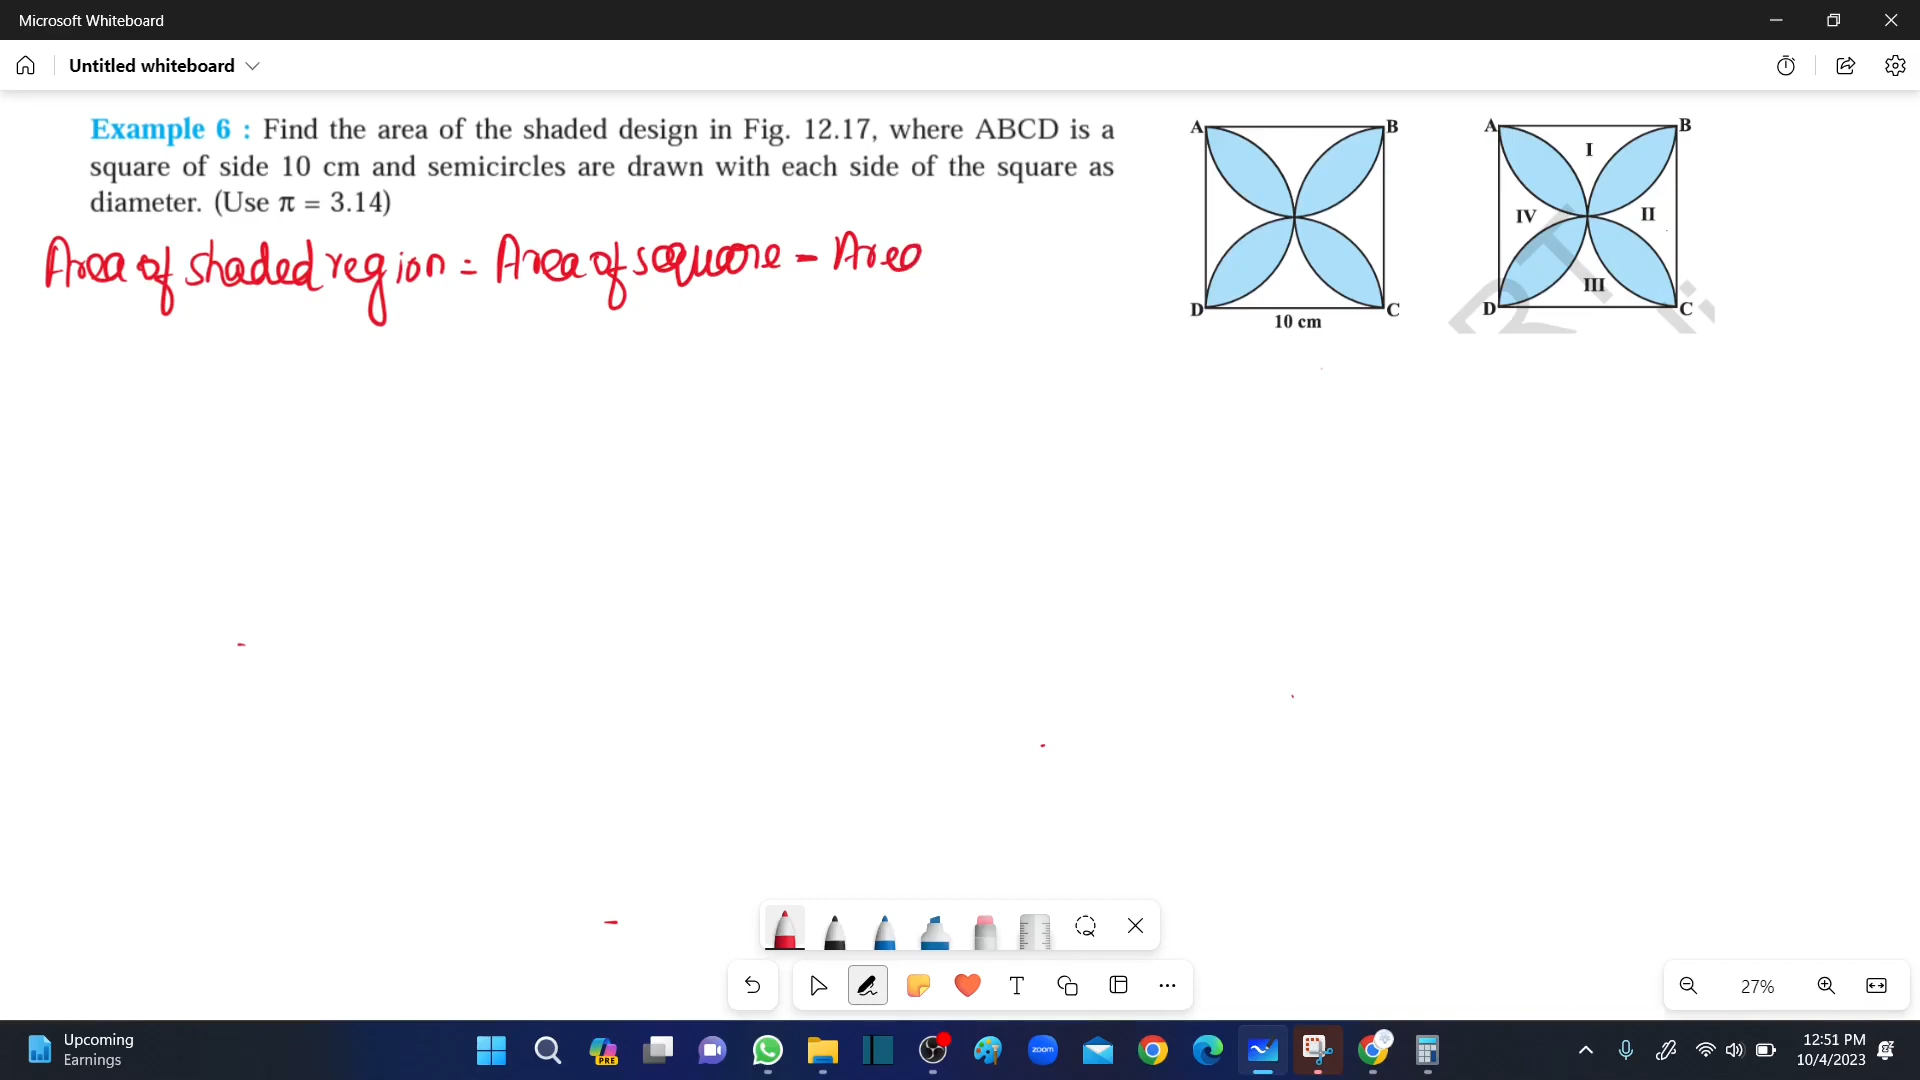 Microsoft Whiteboard
Untitled whiteboard
Example 6 : Find the area of the shaded design in Fig. 12.17, where ABCD is a
square of side 10 cm and semicircles are drawn with each side of the square as
diameter. (Use π = 3.14)
Area of shaded region = Area of square - Area
A B
D C
10 cm
A B
I
IV II
III
D C
27%
Upcoming
Earnings
PRE
zoom
12:51 PM
10/4/2023